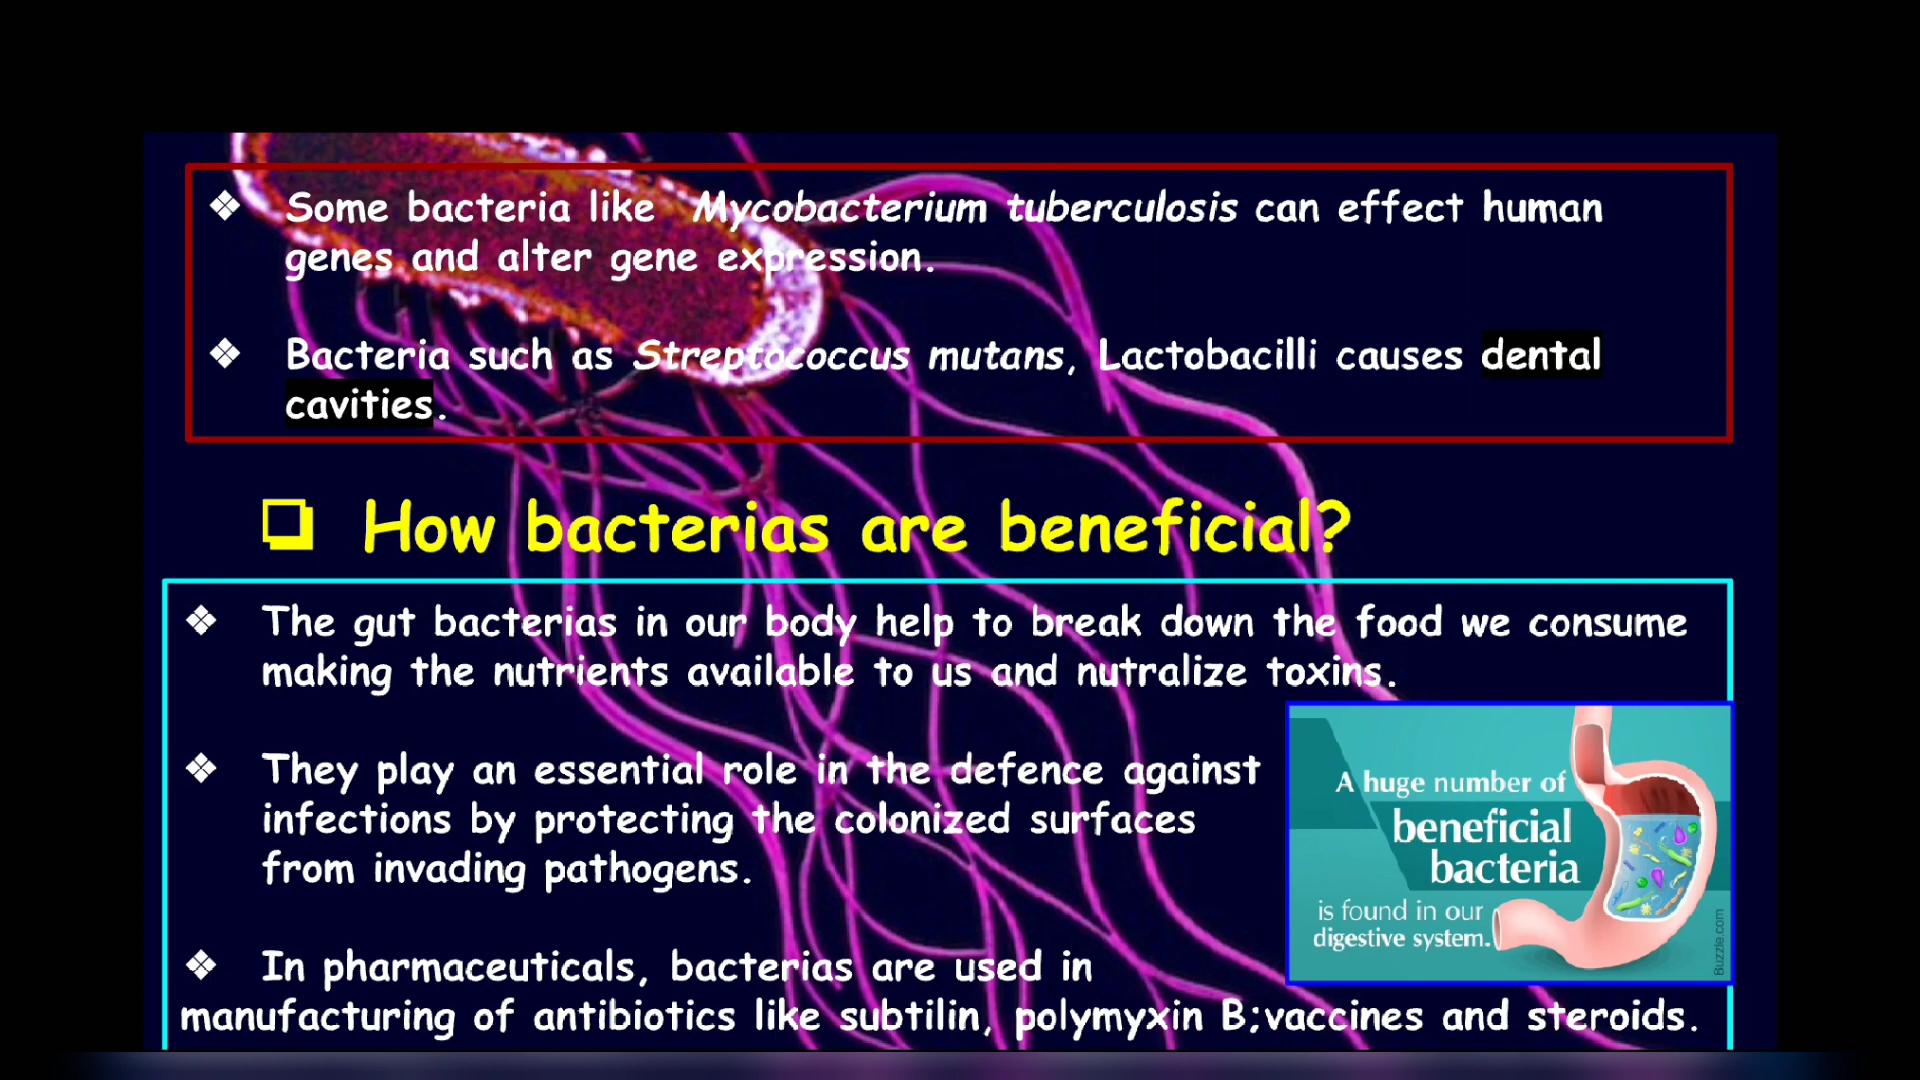 ❖ Some bacteria like Mycobacterium tuberculosis can effect human
genes and alter gene expression.
❖ Bacteria such as Streptococcus mutans, Lactobacilli causes dental
cavities.
❑ How bacterias are beneficial?
❖ The gut bacterias in our body help to break down the food we consume
making the nutrients available to us and nutralize toxins.
❖ They play an essential role in the defence against
infections by protecting the colonized surfaces
from invading pathogens.
A huge number of
beneficial
bacteria
is found in our
digestive system.
Buzzle.com
❖ In pharmaceuticals, bacterias are used in
manufacturing of antibiotics like subtilin, polymyxin B;vaccines and steroids.